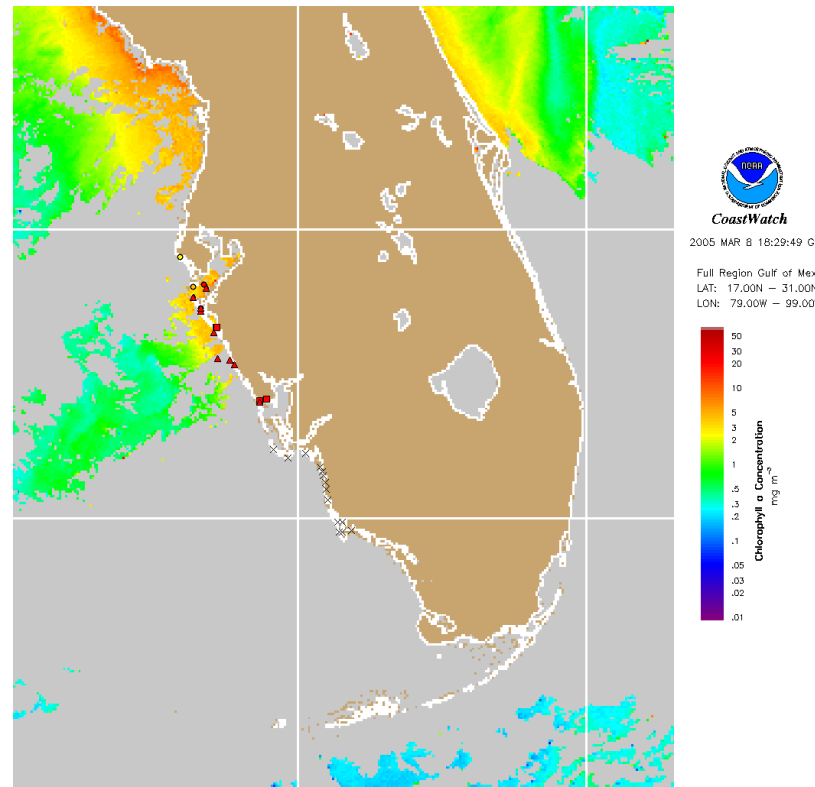 NOAA
CoastWatch
2005 MAR 8 18:29:49 G
Full Region Gulf of Mex
LAT: 17.00N – 31.00N
LON: 79.00W – 99.00
50
30
20
10
5
3
2
1
.5
.3
.2
.1
.05
.03
.02
.01
Chlorophyll a Concentration
mg m⁻³